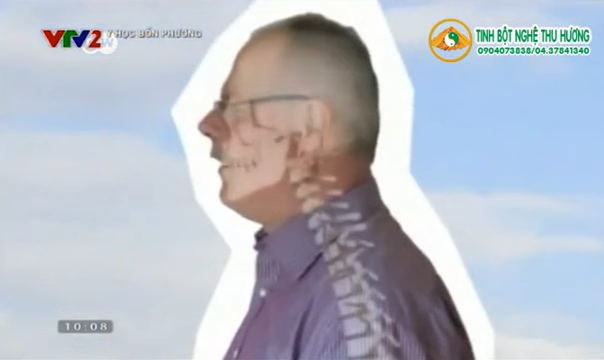 VTV2
Y HỌC BỐN PHƯƠNG
TINH BỘT NGHỆ THU HƯƠNG
0904073838/04.37841340
10:08